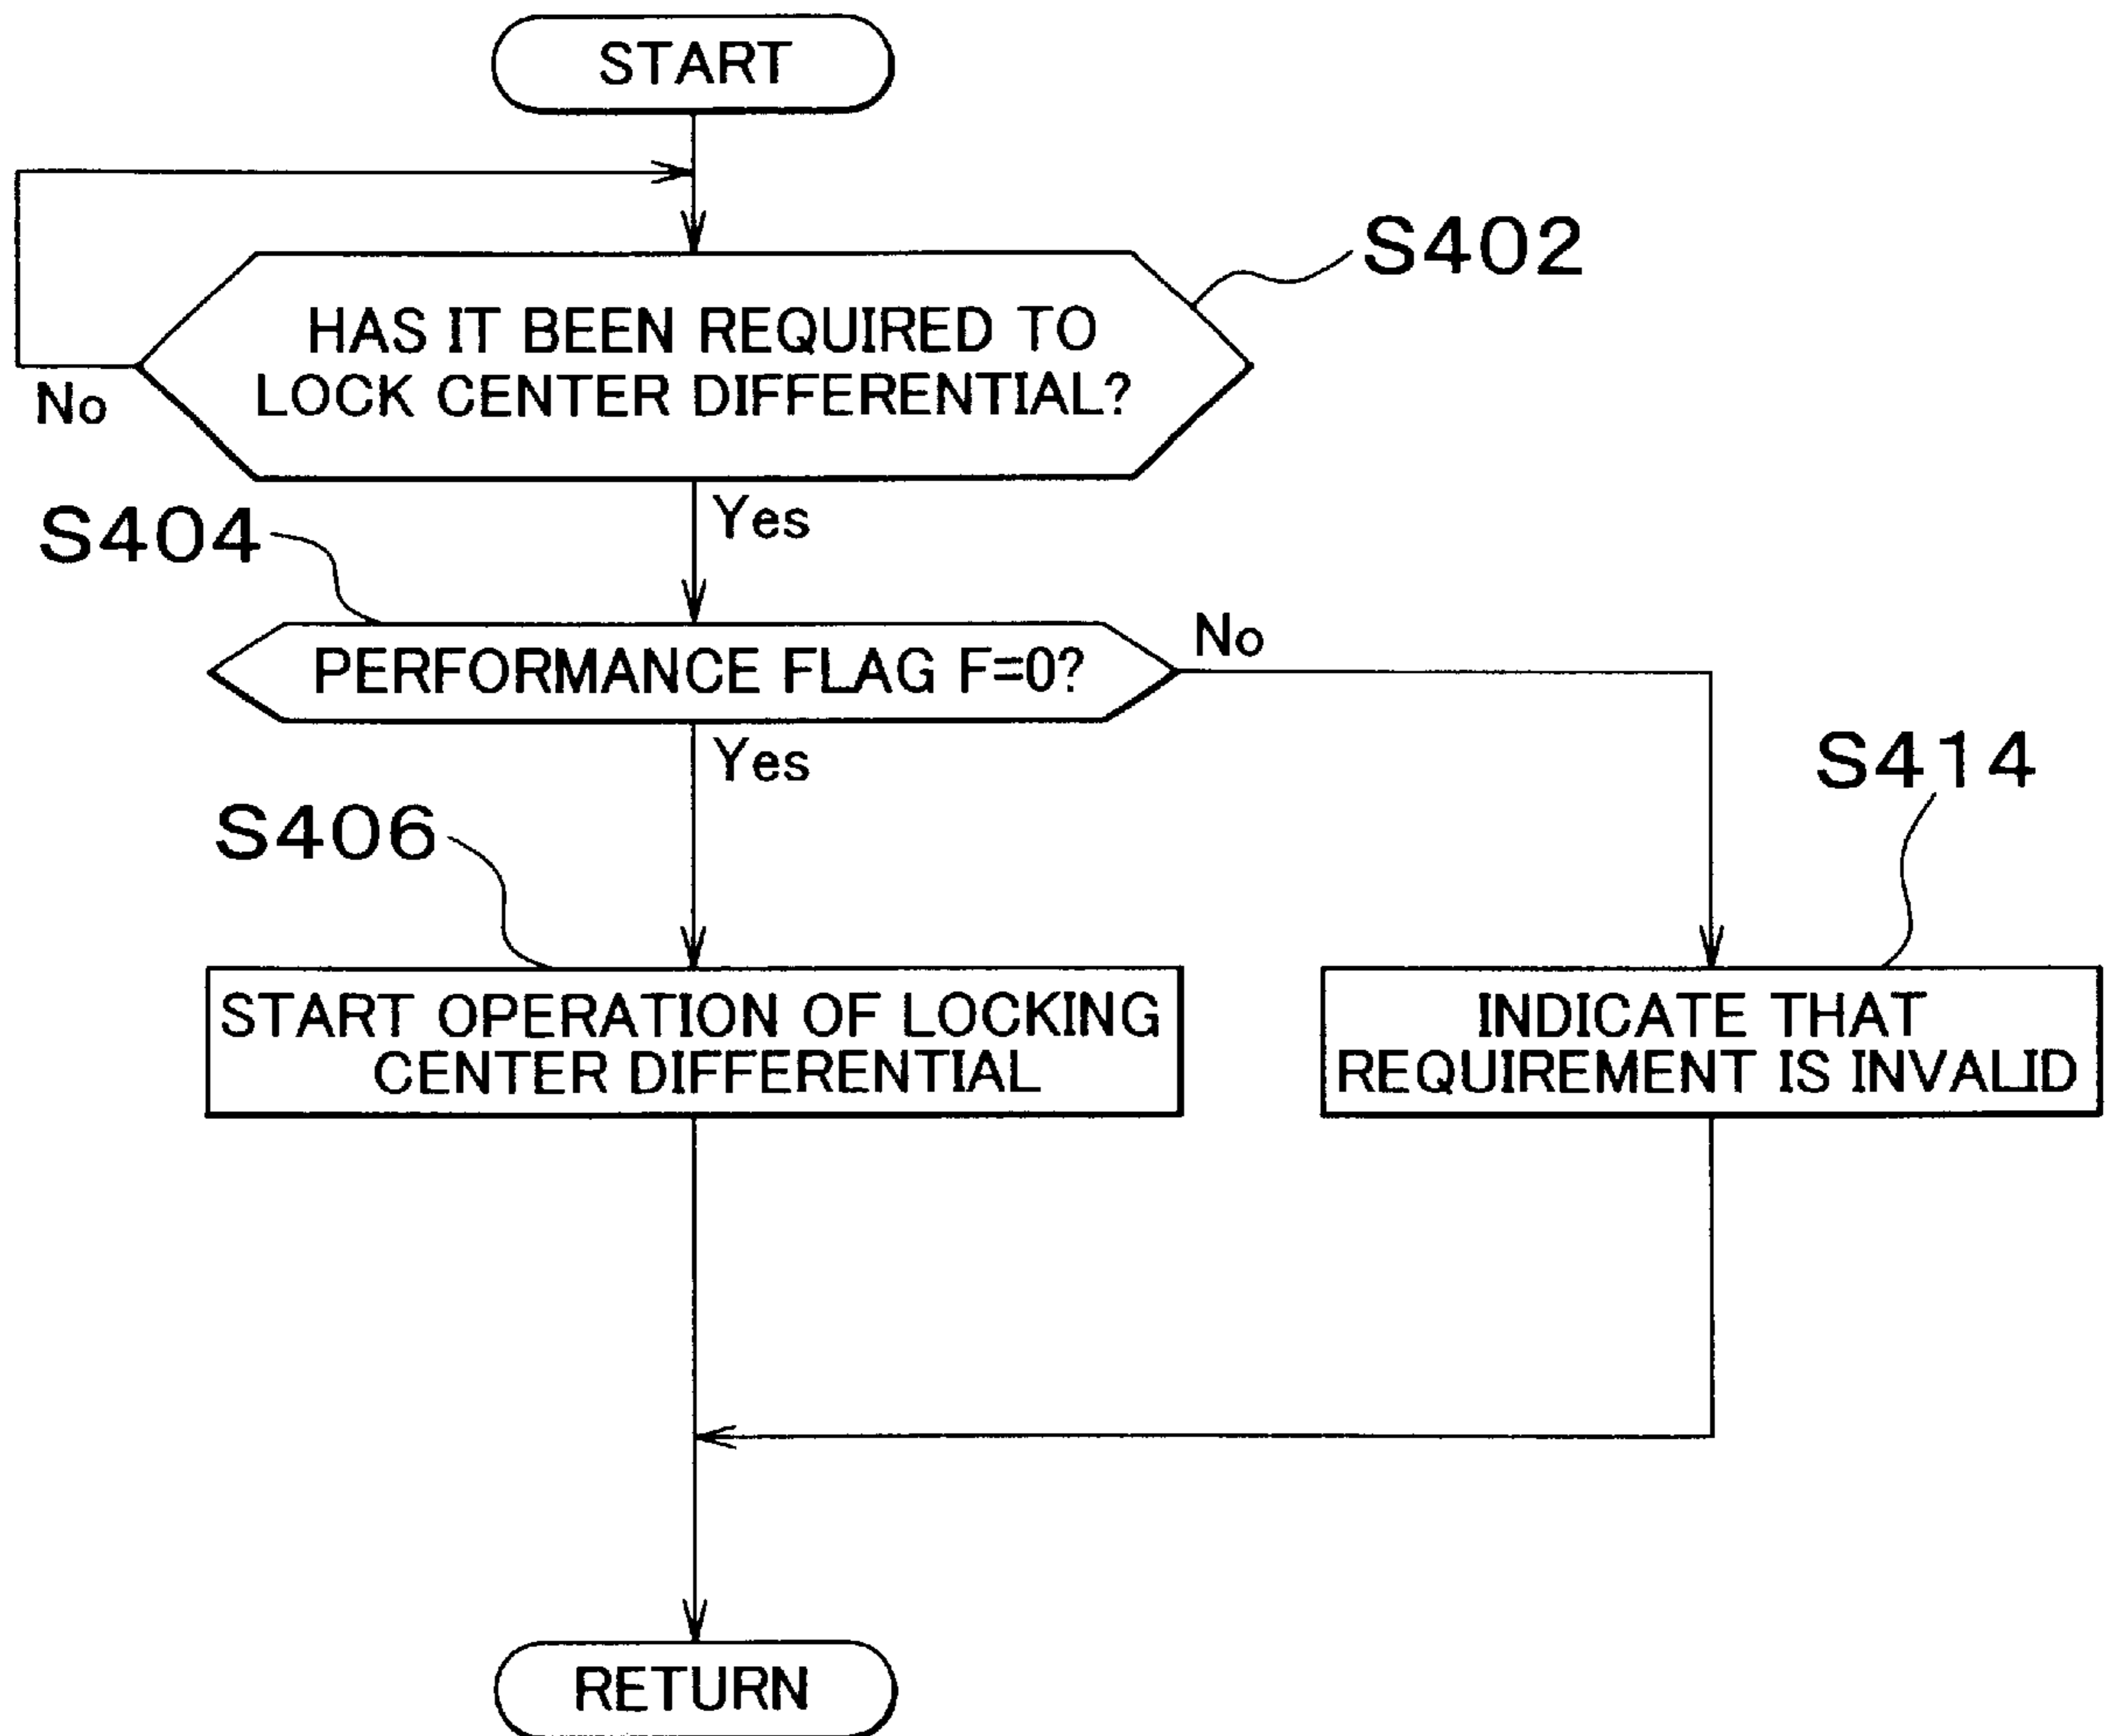 START
S402
HAS IT BEEN REQUIRED TO
LOCK CENTER DIFFERENTIAL?
No
Yes
S404
PERFORMANCE FLAG F=0?
No
Yes
S414
S406
START OPERATION OF LOCKING
CENTER DIFFERENTIAL
INDICATE THAT
REQUIREMENT IS INVALID
RETURN